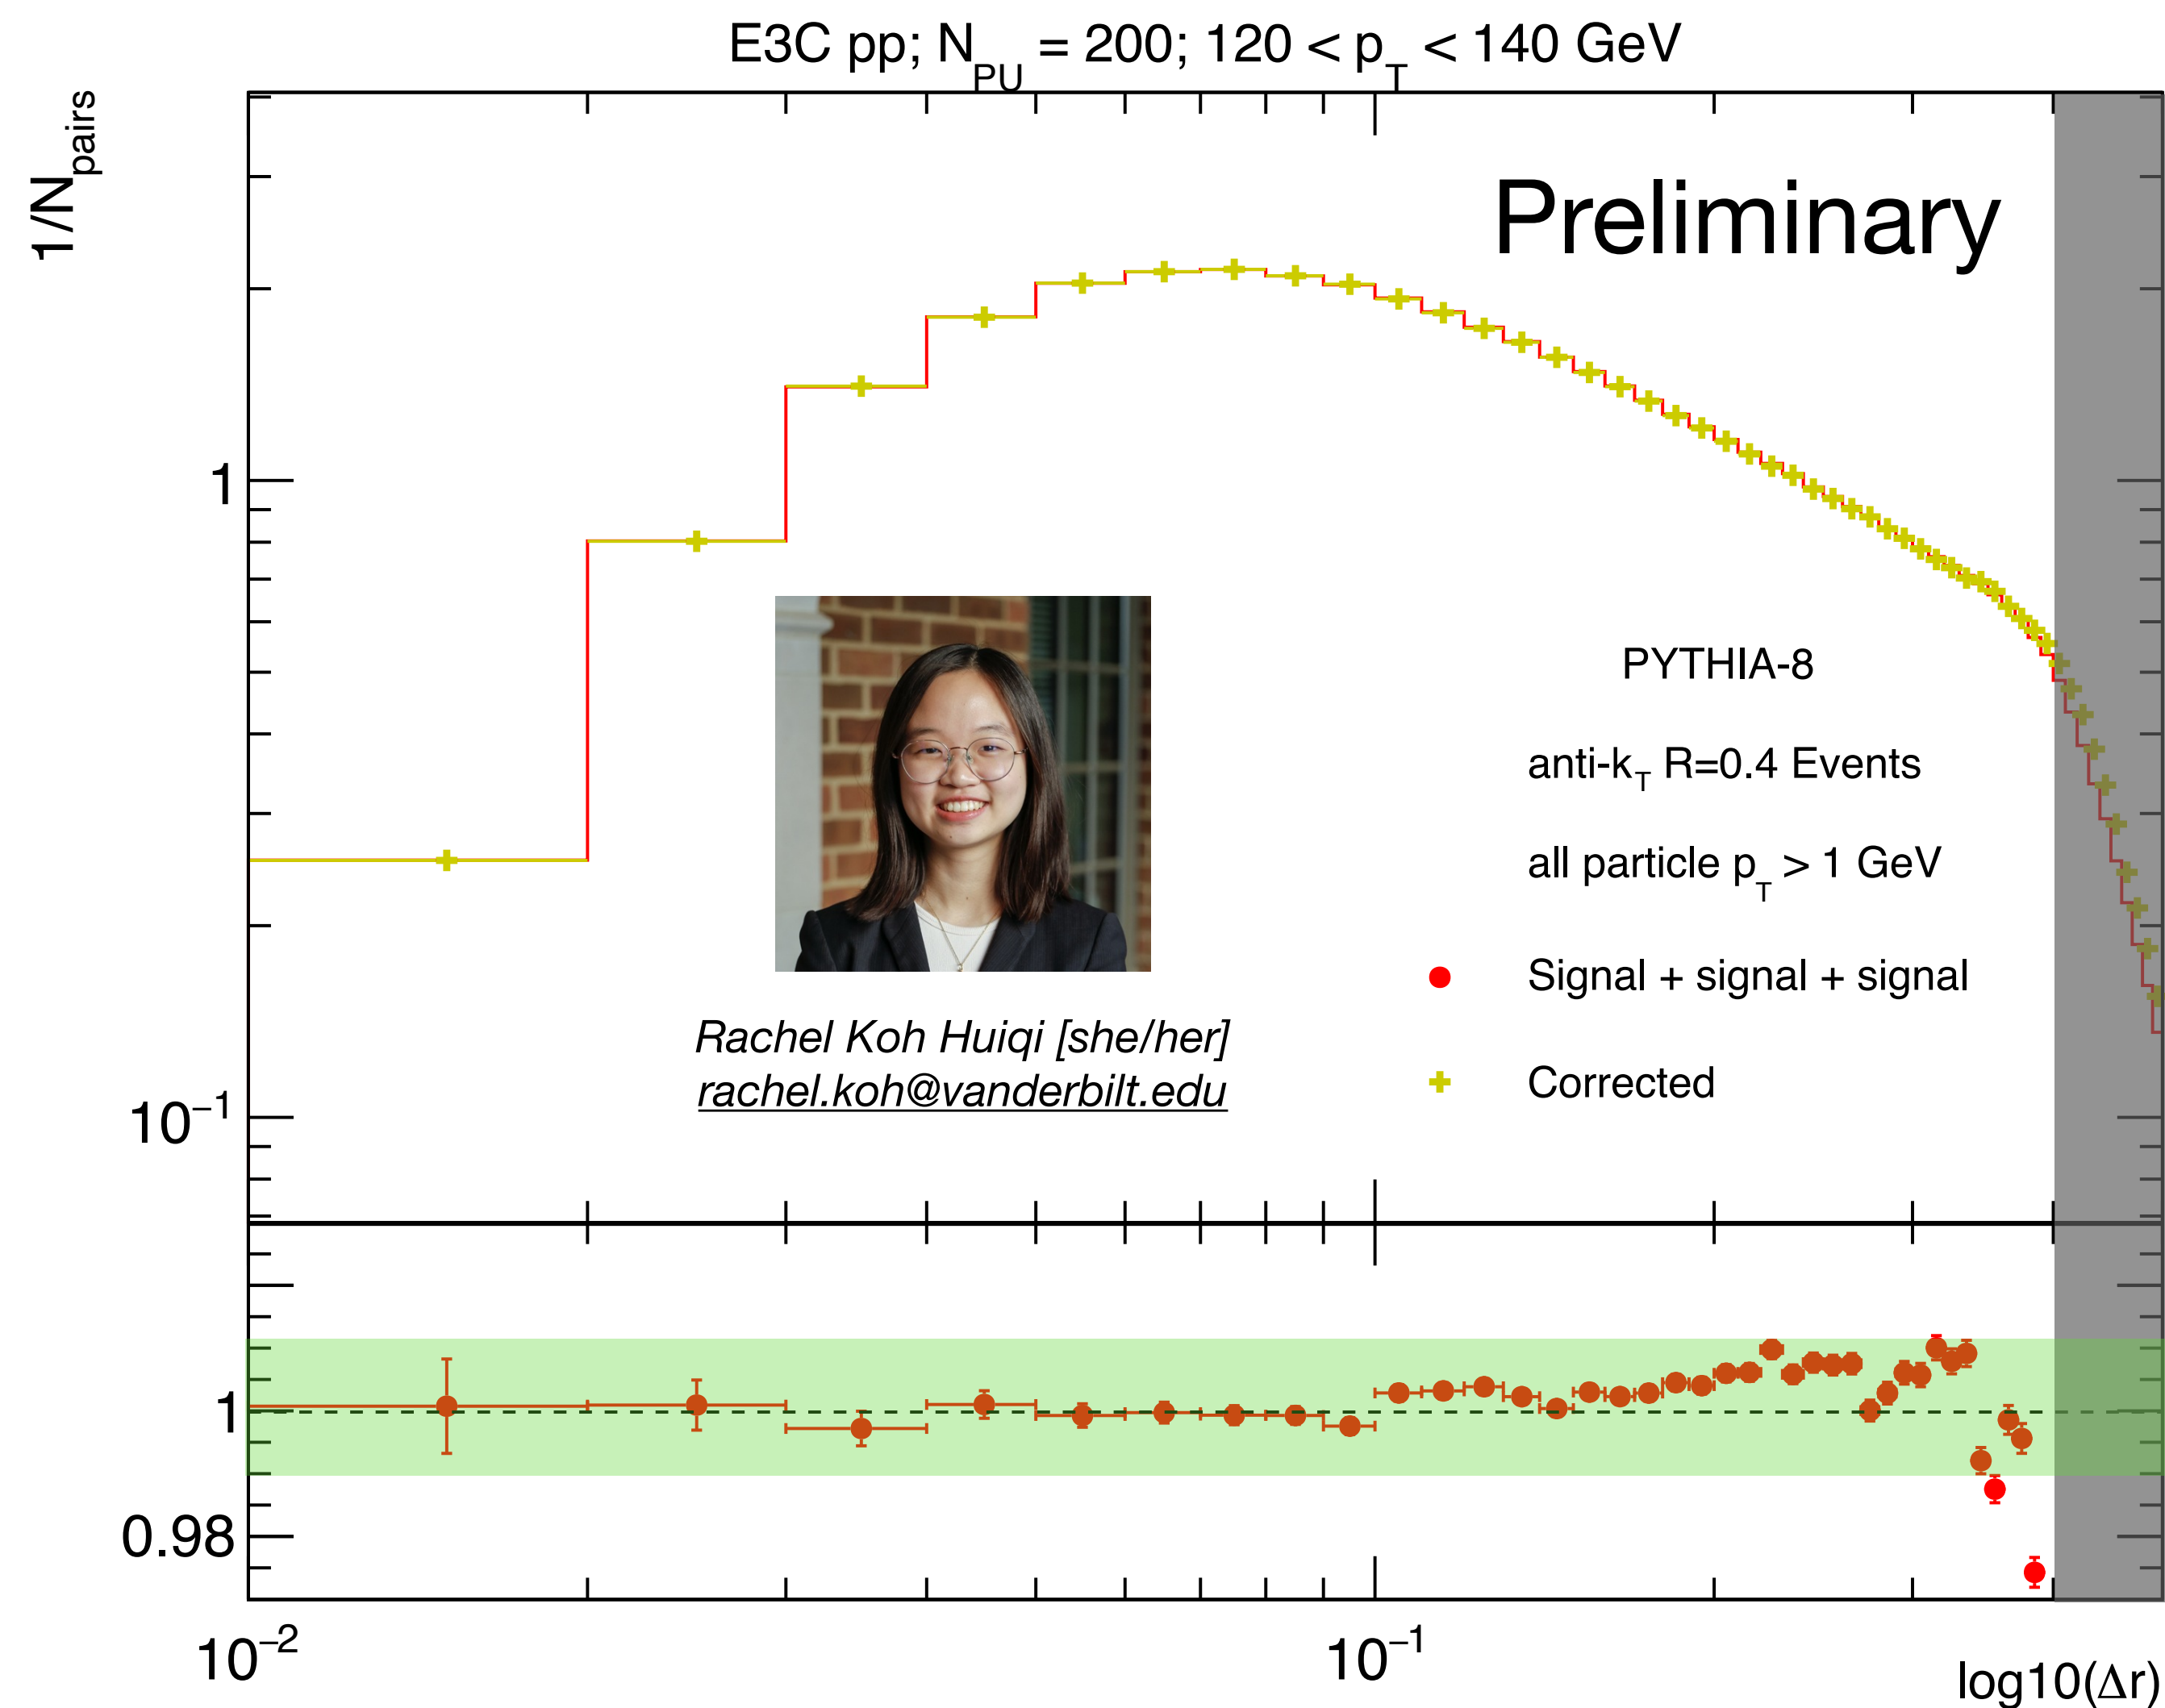 E3C pp; N_PU = 200; 120 < p_T < 140 GeV
1/N_pairs
Preliminary
1
PYTHIA-8
anti-k_T R=0.4 Events
all particle p_T > 1 GeV
Signal + signal + signal
Rachel Koh Huiqi [she/her]
rachel.koh@vanderbilt.edu
Corrected
10⁻¹
1
0.98
10⁻²
10⁻¹
log10(Δr)